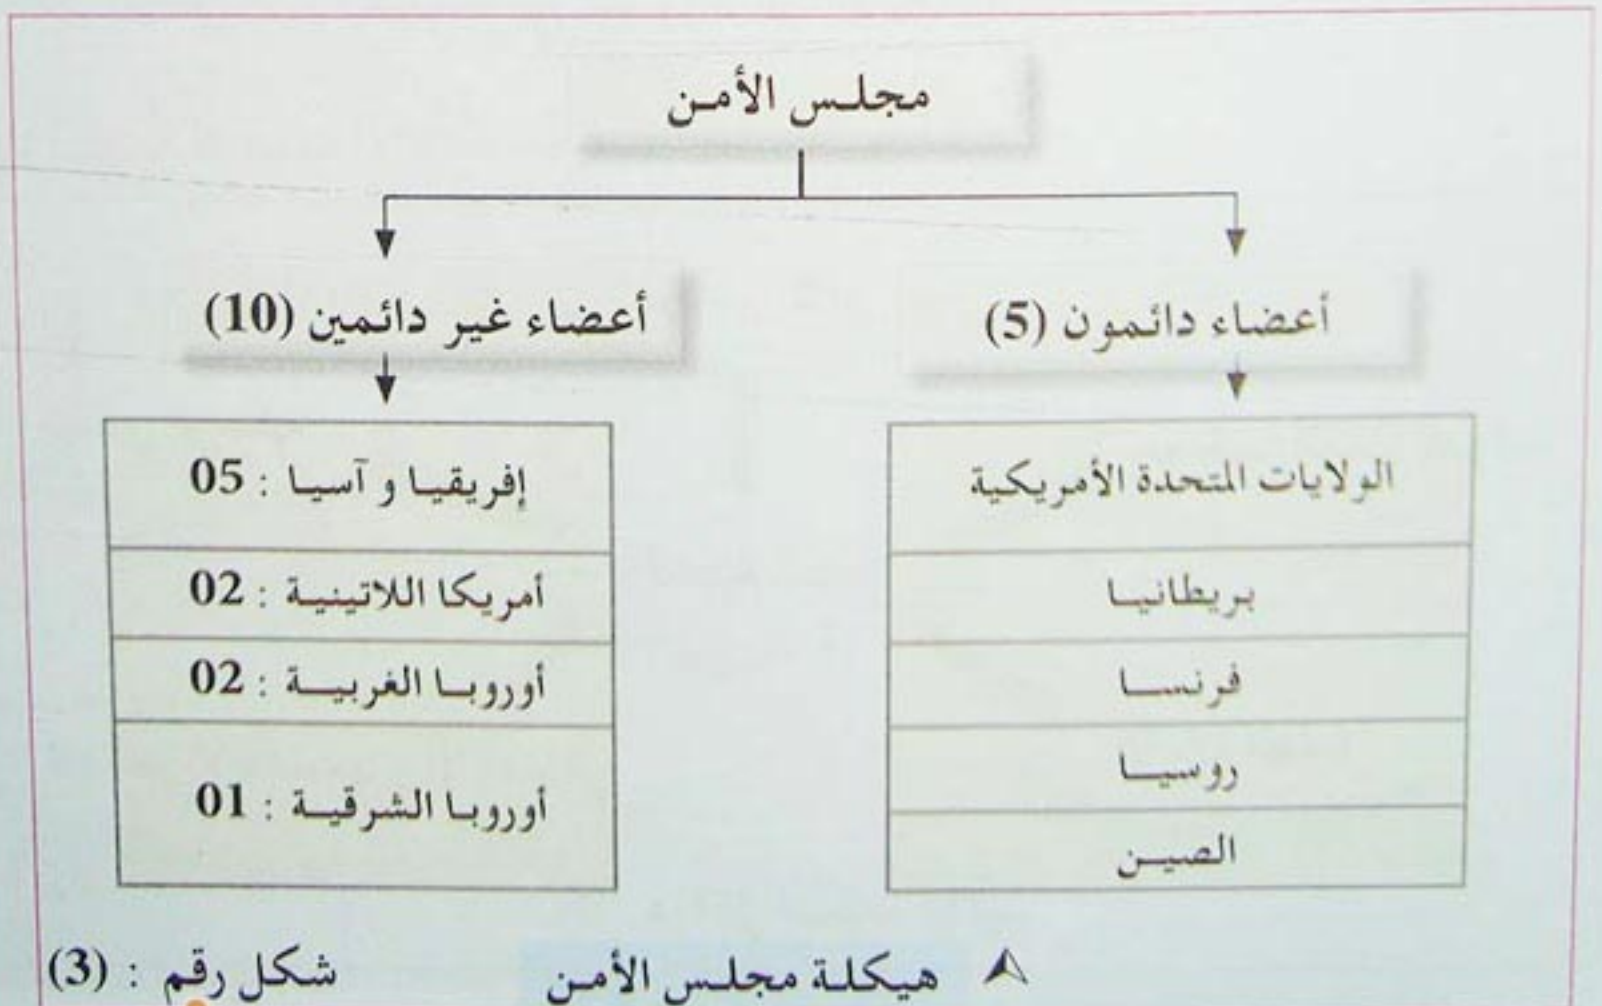 مجلس الأمن
أعضاء دائمون (5)
الولايات المتحدة الأمريكية
بريطانيا
فرنسا
روسيا
الصين
أعضاء غير دائمين (10)
إفريقيا و آسيا : 05
أمريكا اللاتينية : 02
أوروبا الغربية : 02
أوروبا الشرقية : 01
هيكلة مجلس الأمن
شكل رقم : (3)